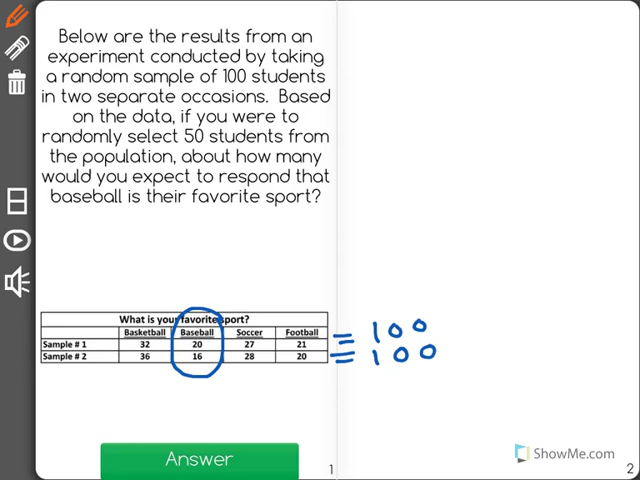 Below are the results from an
experiment conducted by taking
a random sample of 100 students
in two separate occasions. Based
on the data, if you were to
randomly select 50 students from
the population, about how many
would you expect to respond that
baseball is their favorite sport?
What is your favorite sport?
Basketball Baseball Soccer Football
Sample # 1 32 20 27 21 = 100
Sample # 2 36 16 28 20 = 100
Answer
1
ShowMe.com
2